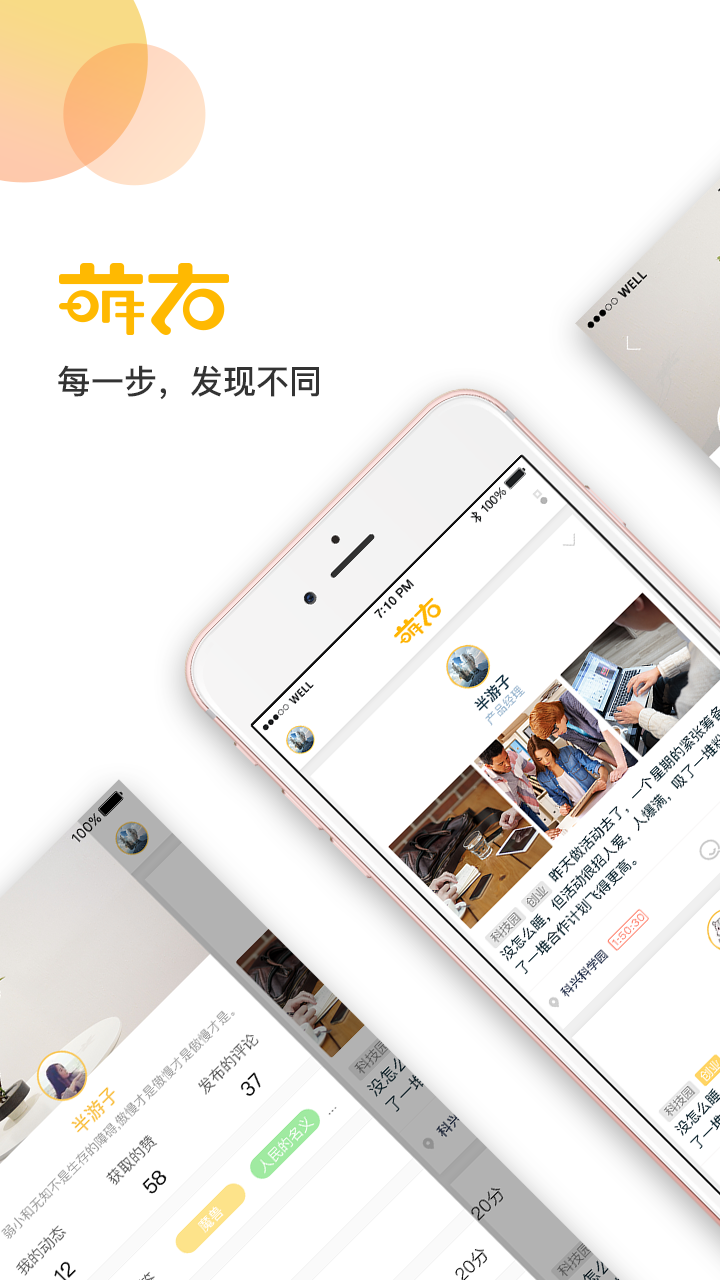 萌友
每一步，发现不同
WELL
100%
7:10 PM
萌友
WELL
半游子
产品经理
科技园 创业 昨天做活动去了，一个星期的紧张筹备
没怎么睡，但活动很招人爱，人爆满，吸了一堆粉
了一堆合作计划飞得更高。
科兴科学园 1:50:30
科技园 创业
没怎么睡
了一堆
100%
半游子
弱小和无知不是生存的障碍,傲慢才是傲慢才是傲慢才是。
我的动态
12
获取的赞
58
发布的评论
37
魔兽
人民的名义
...
科技园
没怎么
了一堆
科兴
20分
20分
科技园
没怎么